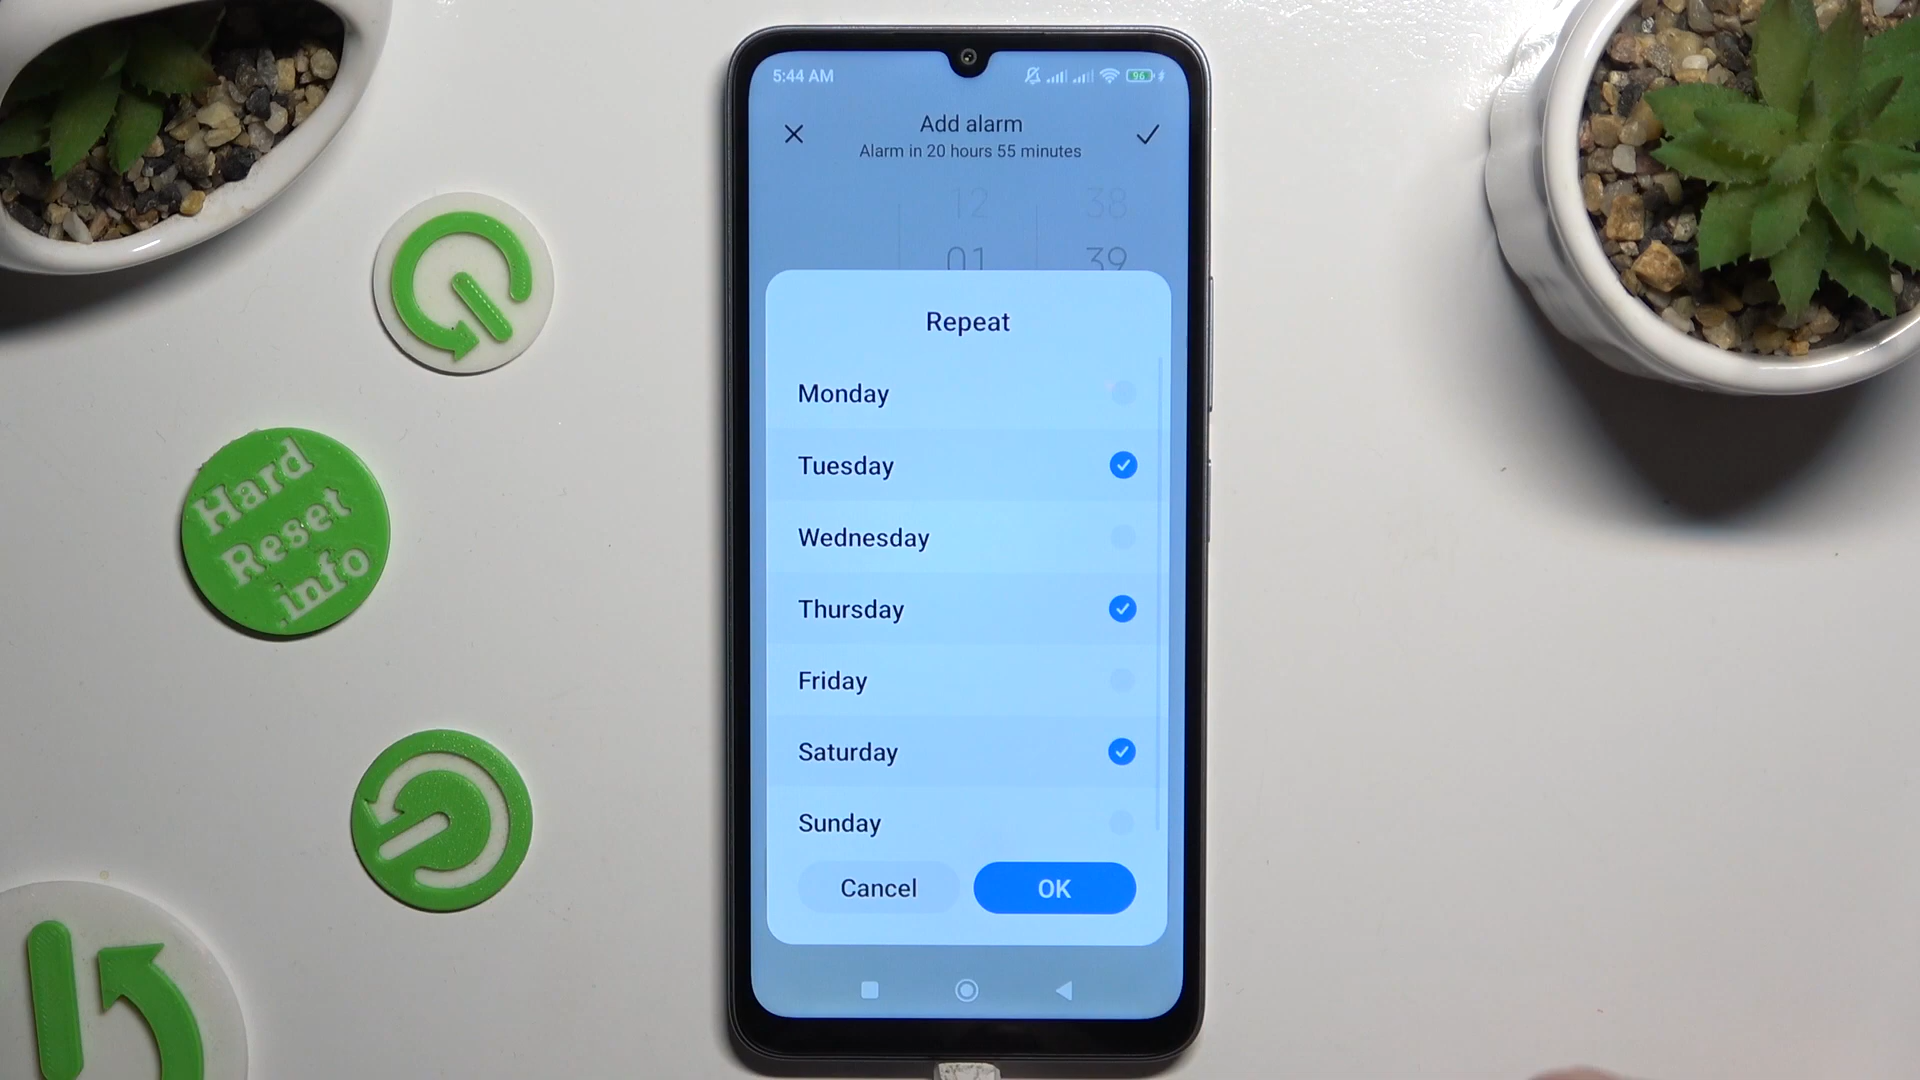 5:44 AM
96
Add alarm
Alarm in 20 hours 55 minutes
12 38
01 39
Repeat
Monday
Tuesday
Wednesday
Thursday
Friday
Saturday
Sunday
Cancel OK
Hard
Reset
.info